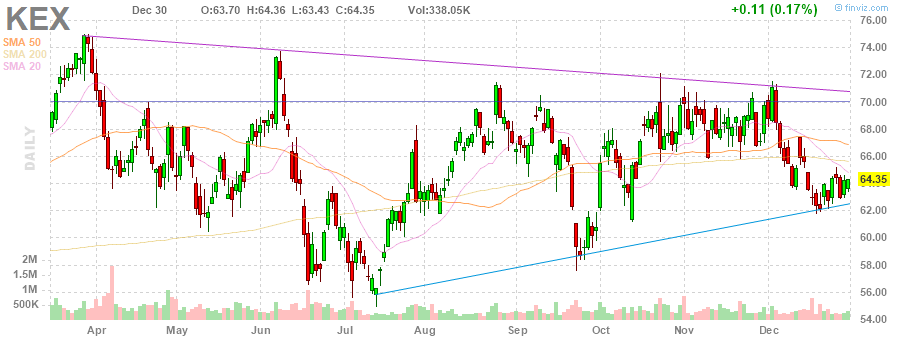 KEX Dec 30 O:63.70 H:64.36 L:63.43 C:64.35 Vol:338.05K +0.11 (0.17%) © finviz.com
SMA 50
SMA 200
SMA 20
DAILY
76.00
74.00
72.00
70.00
68.00
66.00
64.35
62.00
60.00
58.00
56.00
54.00
2M
1.5M
1M
500K
Apr May Jun Jul Aug Sep Oct Nov Dec